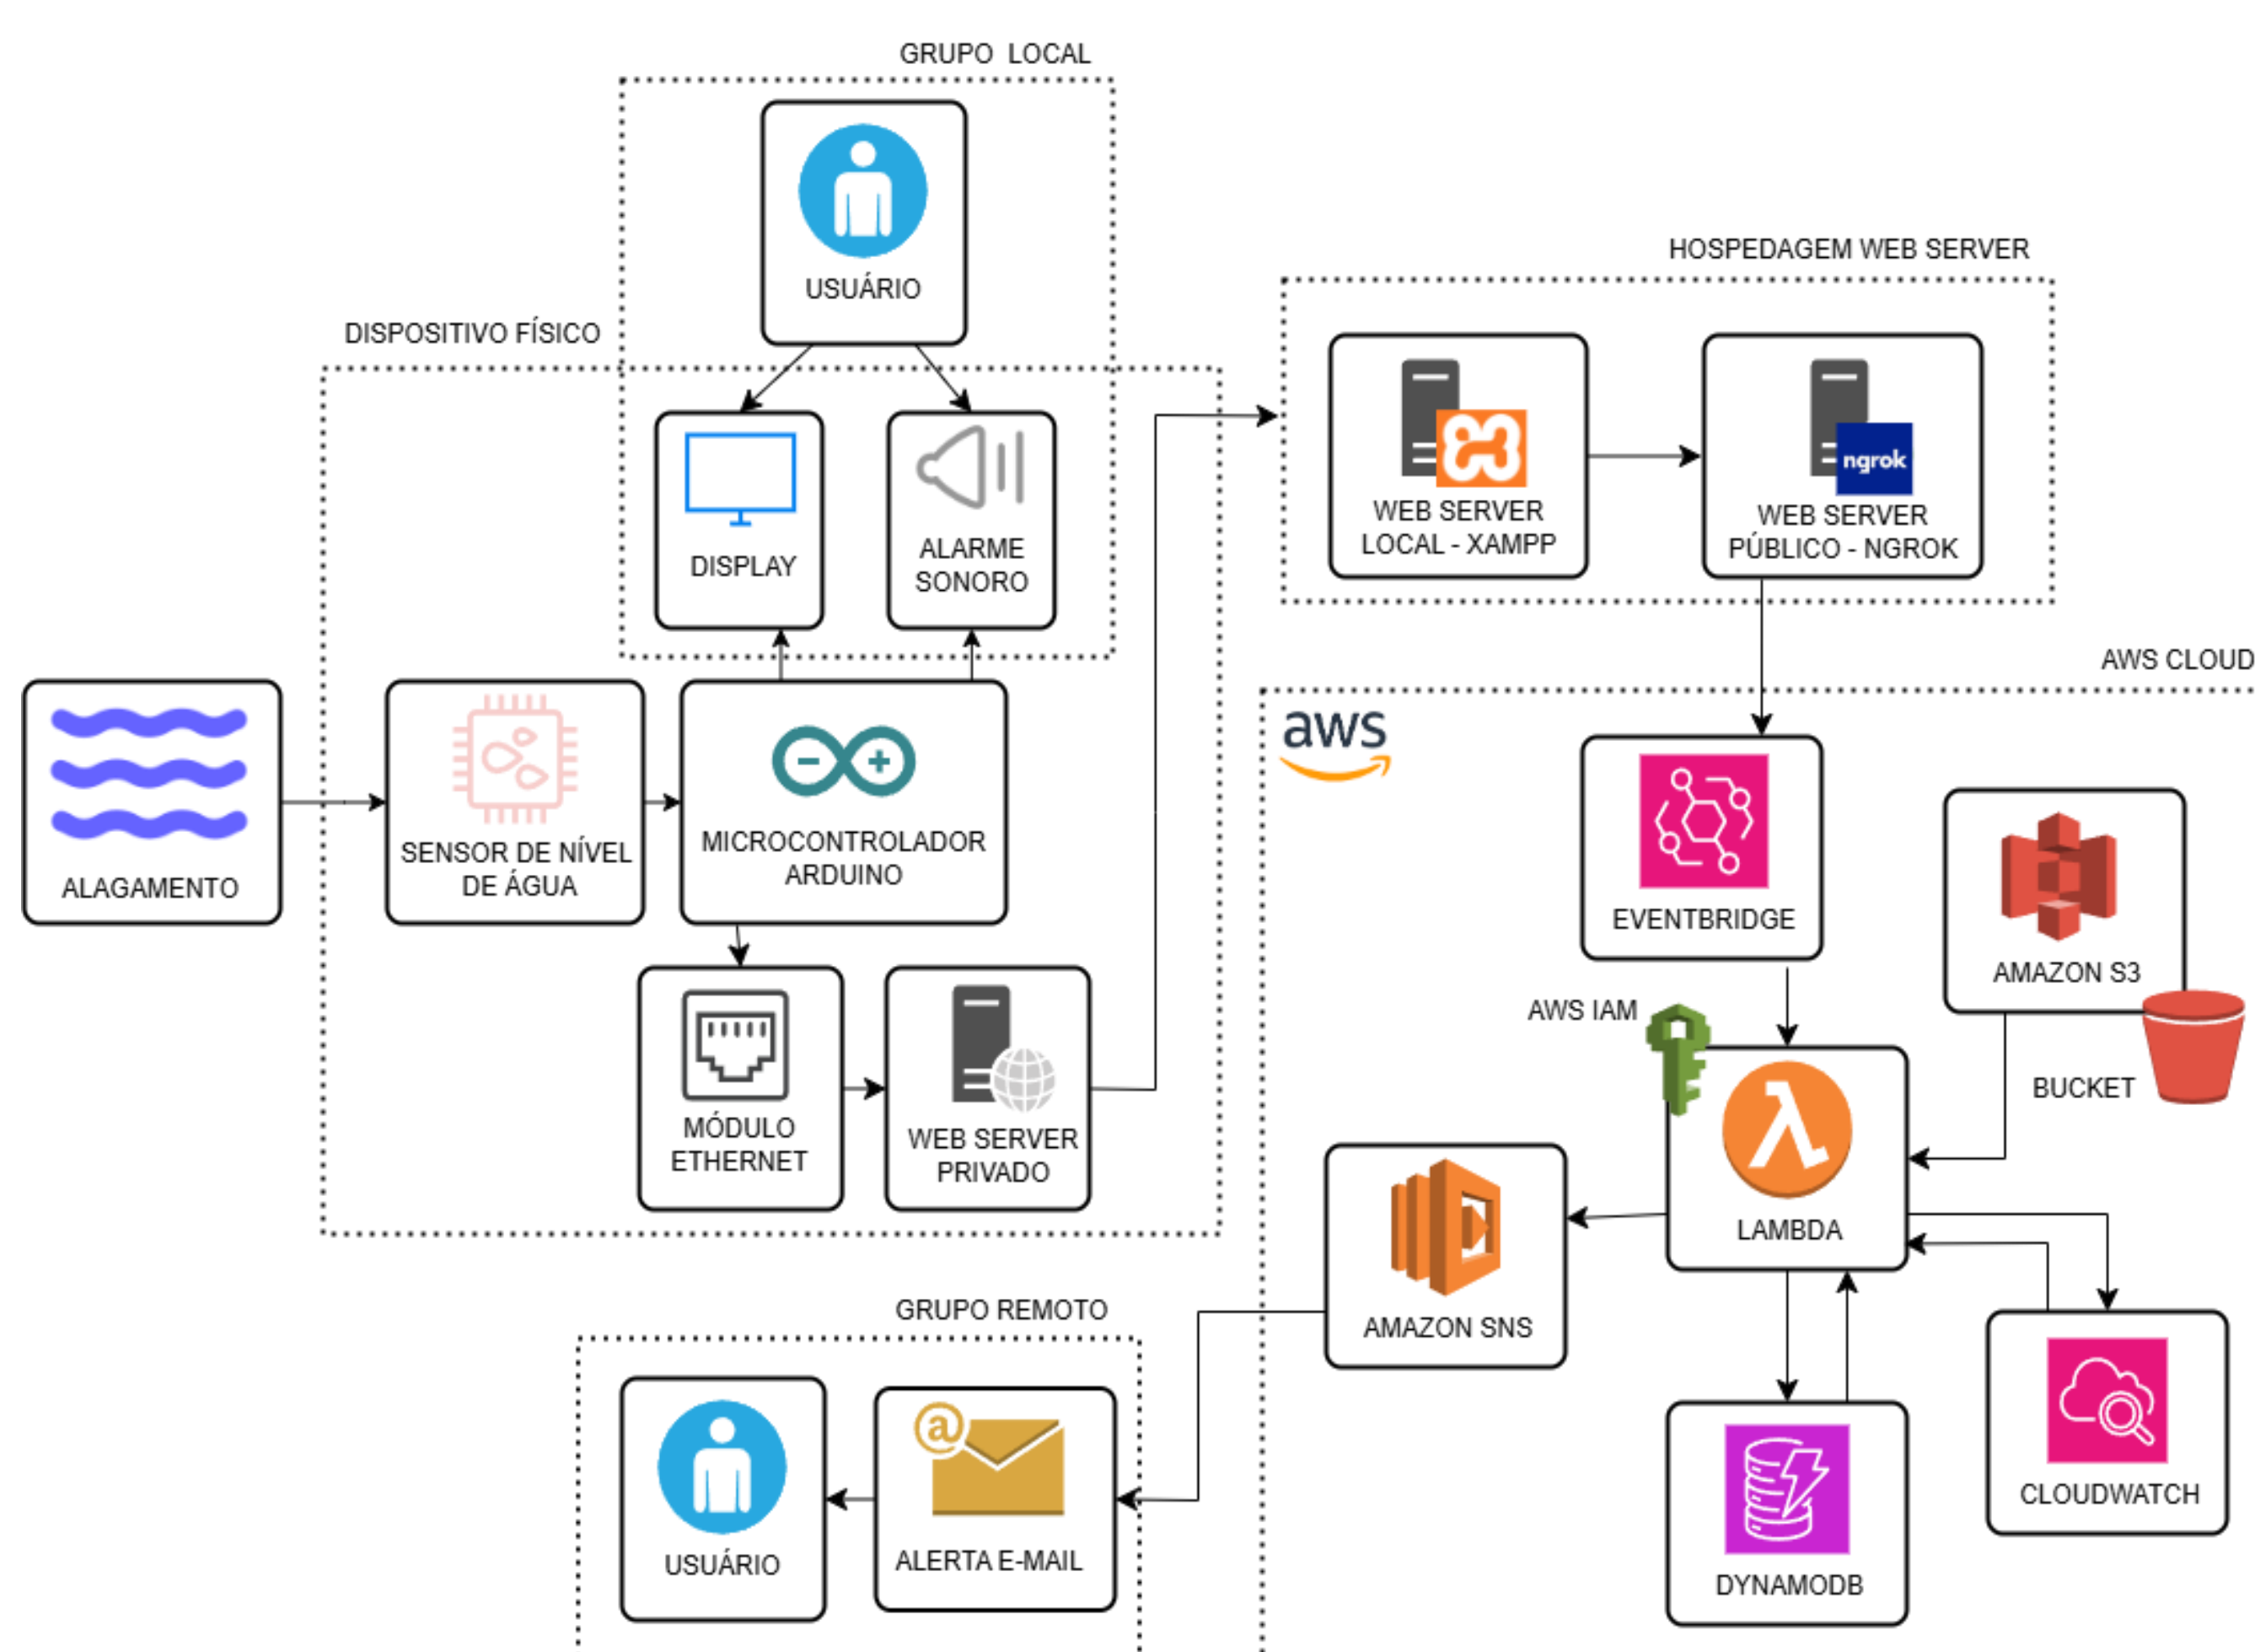 GRUPO LOCAL
USUÁRIO
HOSPEDAGEM WEB SERVER
DISPOSITIVO FÍSICO
DISPLAY
ALARME
SONORO
ngrok
WEB SERVER
LOCAL - XAMPP
WEB SERVER
PÚBLICO - NGROK
AWS CLOUD
aws
ALAGAMENTO
SENSOR DE NÍVEL
DE ÁGUA
MICROCONTROLADOR
ARDUINO
EVENTBRIDGE
AMAZON S3
AWS IAM
BUCKET
MÓDULO
ETHERNET
WEB SERVER
PRIVADO
LAMBDA
AMAZON SNS
GRUPO REMOTO
USUÁRIO
@
ALERTA E-MAIL
CLOUDWATCH
DYNAMODB